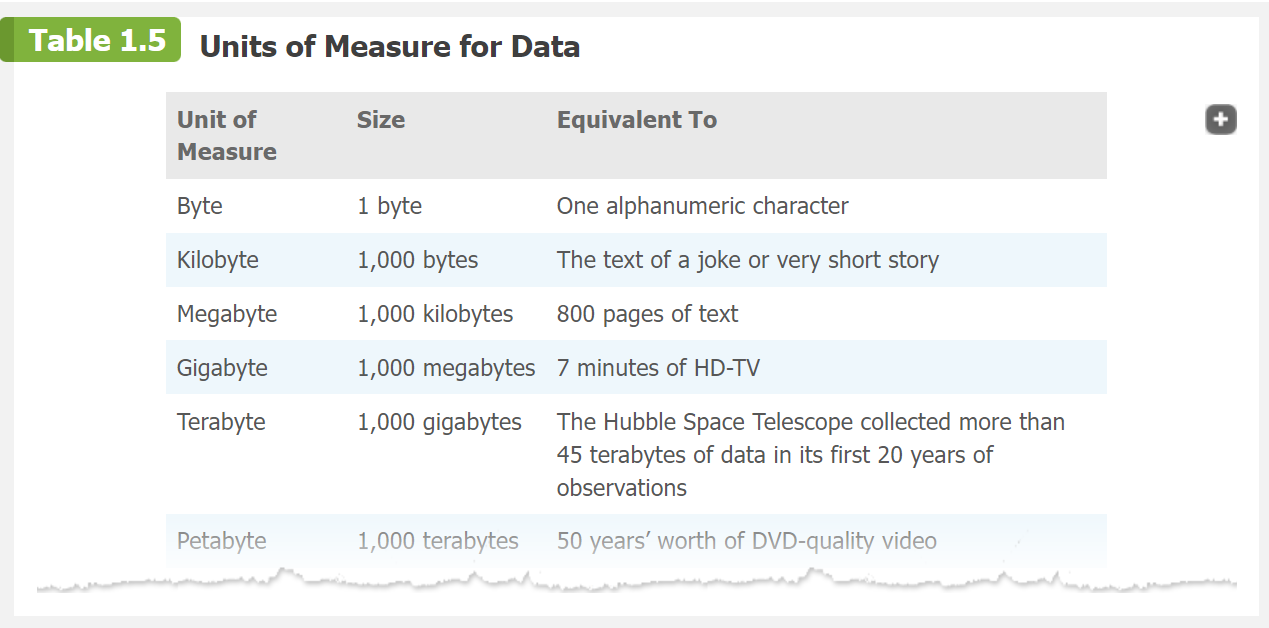 Table 1.5 Units of Measure for Data
Unit of Measure Size Equivalent To
Byte 1 byte One alphanumeric character
Kilobyte 1,000 bytes The text of a joke or very short story
Megabyte 1,000 kilobytes 800 pages of text
Gigabyte 1,000 megabytes 7 minutes of HD-TV
Terabyte 1,000 gigabytes The Hubble Space Telescope collected more than
45 terabytes of data in its first 20 years of
observations
Petabyte 1,000 terabytes 50 years’ worth of DVD-quality video